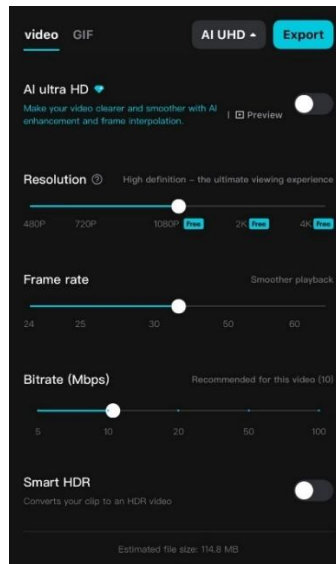 video GIF AI UHD Export
AI ultra HD
Make your video clearer and smoother with AI
enhancement and frame interpolation.
Preview
Resolution High definition – the ultimate viewing experience
480P 720P 1080P Free 2K Free 4K Free
Frame rate Smoother playback
24 25 30 50 60
Bitrate (Mbps) Recommended for this video (10)
5 10 20 50 100
Smart HDR
Converts your clip to an HDR video
Estimated file size: 114.8 MB